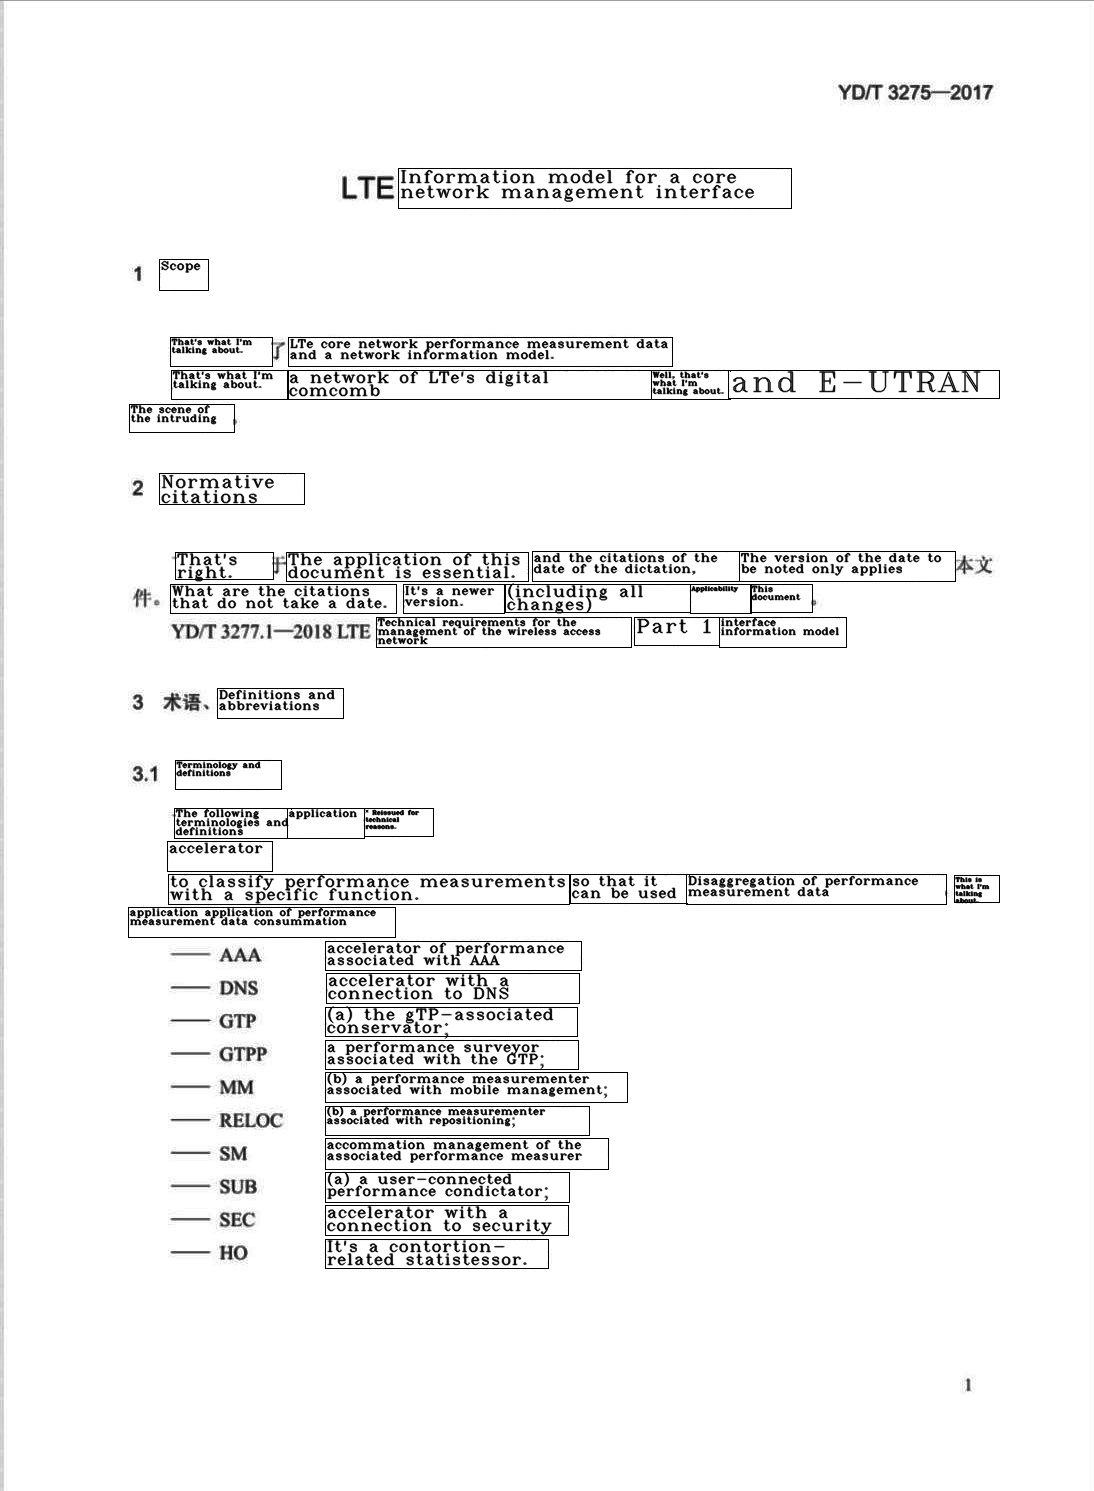 YD/T 3275—2017
LTE Information model for a core network management interface
1 Scope
That's what I'm talking about. 了 LTe core network performance measurement data and a network information model.
That's what I'm talking about. a network of LTe's digital comcomb Well, that's what I'm talking about. and E-UTRAN
The scene of the intruding 。
2 Normative citations
That's right. 于 The application of this document is essential. and the citations of the date of the dictation, The version of the date to be noted only applies 本文
件。 What are the citations that do not take a date. It's a newer version. (including all changes) Applicability This document 。
YD/T 3277.1—2018 LTE Technical requirements for the management of the wireless access network Part 1 interface information model
3 术语、 Definitions and abbreviations
3.1 Terminology and definitions
The following terminologies and definitions application * Reissued for technical reasons.
accelerator
to classify performance measurements with a specific function. so that it can be used Disaggregation of performance measurement data This is what I'm talking about.
application application of performance measurement data consummation
—— AAA accelerator of performance associated with AAA
—— DNS accelerator with a connection to DNS
—— GTP (a) the gTP-associated conservator;
—— GTPP a performance surveyor associated with the GTP;
—— MM (b) a performance measurementer associated with mobile management;
—— RELOC (b) a performance measurementer associated with repositioning;
—— SM accommation management of the associated performance measurer
—— SUB (a) a user-connected performance condictator;
—— SEC accelerator with a connection to security
—— HO It's a contortion-related statistessor.
1